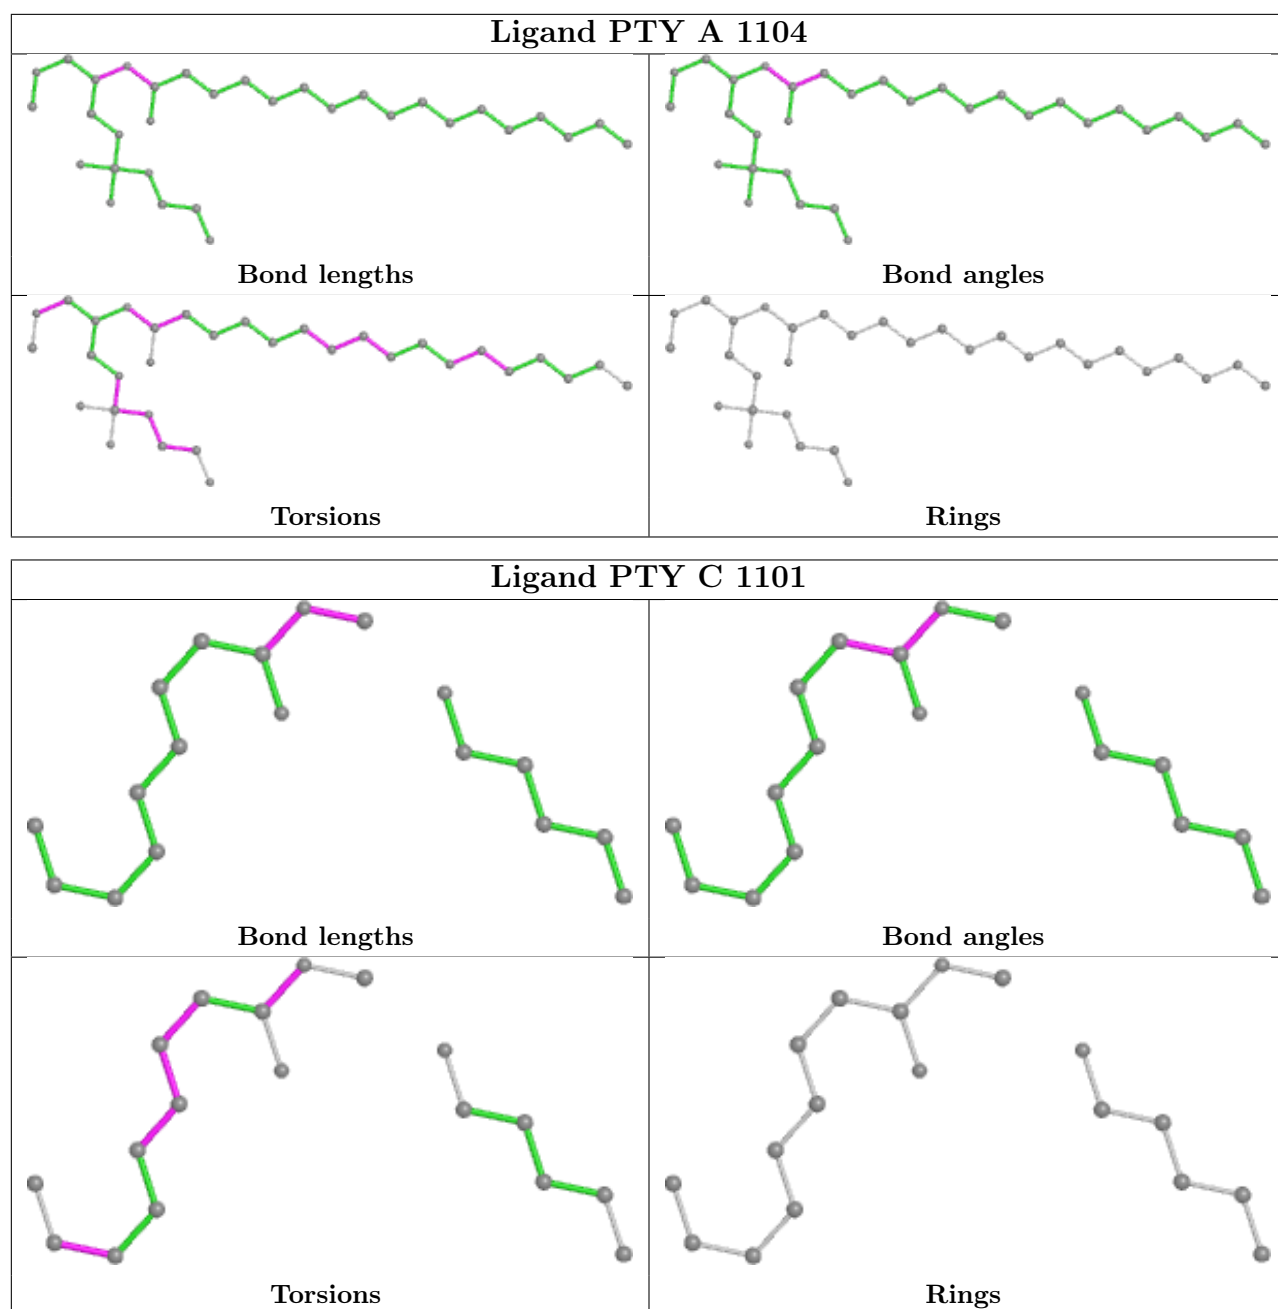 Ligand PTY A 1104
Bond lengths
Bond angles
Torsions
Rings
Ligand PTY C 1101
Bond lengths
Bond angles
Torsions
Rings